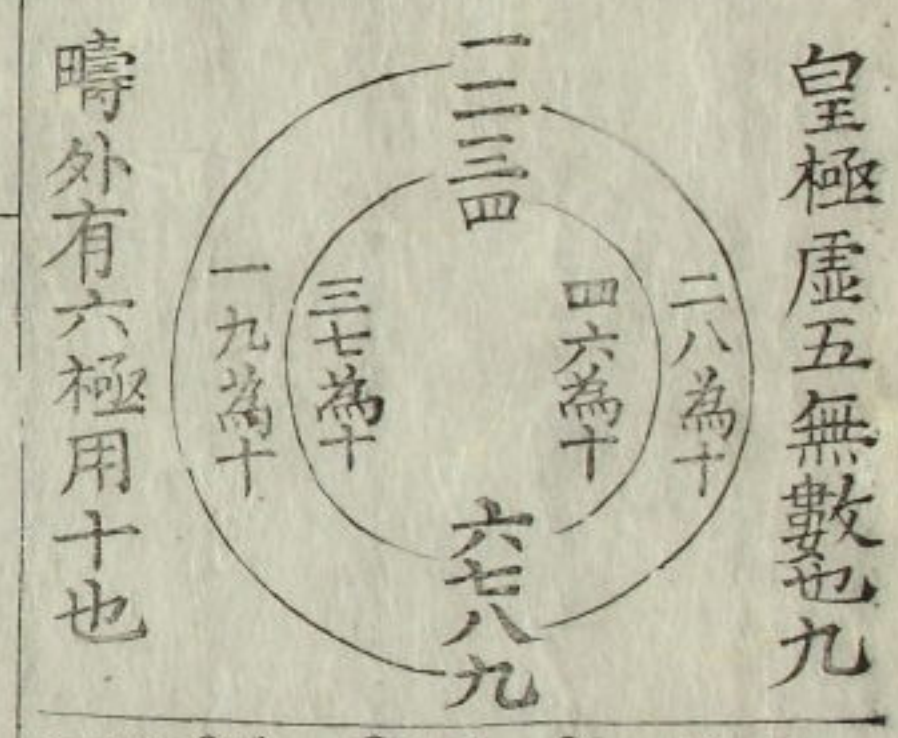 皇極虛五無數也九
二八為十
四六為十
一二三四
六七八九
三七為十
一九為十
疇外有六極用十也